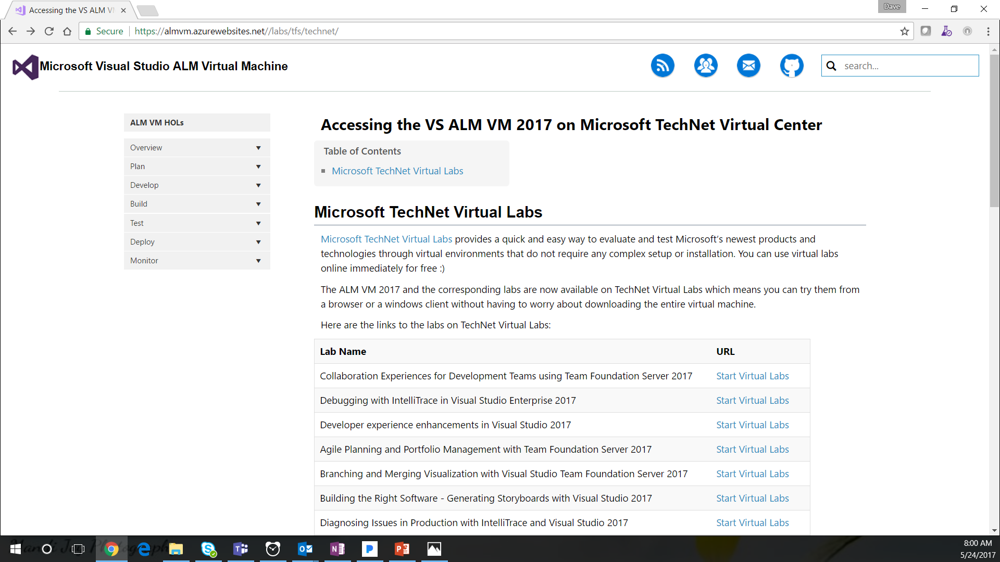 Accessing the VS ALM V
Dave
Secure
https://almvm.azurewebsites.net//labs/tfs/technet/
Microsoft Visual Studio ALM Virtual Machine
search...
ALM VM HOLs
Overview
Plan
Develop
Build
Test
Deploy
Monitor
Accessing the VS ALM VM 2017 on Microsoft TechNet Virtual Center
Table of Contents
Microsoft TechNet Virtual Labs
Microsoft TechNet Virtual Labs
Microsoft TechNet Virtual Labs provides a quick and easy way to evaluate and test Microsoft’s newest products and
technologies through virtual environments that do not require any complex setup or installation. You can use virtual labs
online immediately for free :)
The ALM VM 2017 and the corresponding labs are now available on TechNet Virtual Labs which means you can try them from
a browser or a windows client without having to worry about downloading the entire virtual machine.
Here are the links to the labs on TechNet Virtual Labs:
Lab Name URL
Collaboration Experiences for Development Teams using Team Foundation Server 2017 Start Virtual Labs
Debugging with IntelliTrace in Visual Studio Enterprise 2017 Start Virtual Labs
Developer experience enhancements in Visual Studio 2017 Start Virtual Labs
Agile Planning and Portfolio Management with Team Foundation Server 2017 Start Virtual Labs
Branching and Merging Visualization with Visual Studio Team Foundation Server 2017 Start Virtual Labs
Building the Right Software - Generating Storyboards with Visual Studio 2017 Start Virtual Labs
Diagnosing Issues in Production with IntelliTrace and Visual Studio 2017 Start Virtual Labs
8:00 AM
5/24/2017